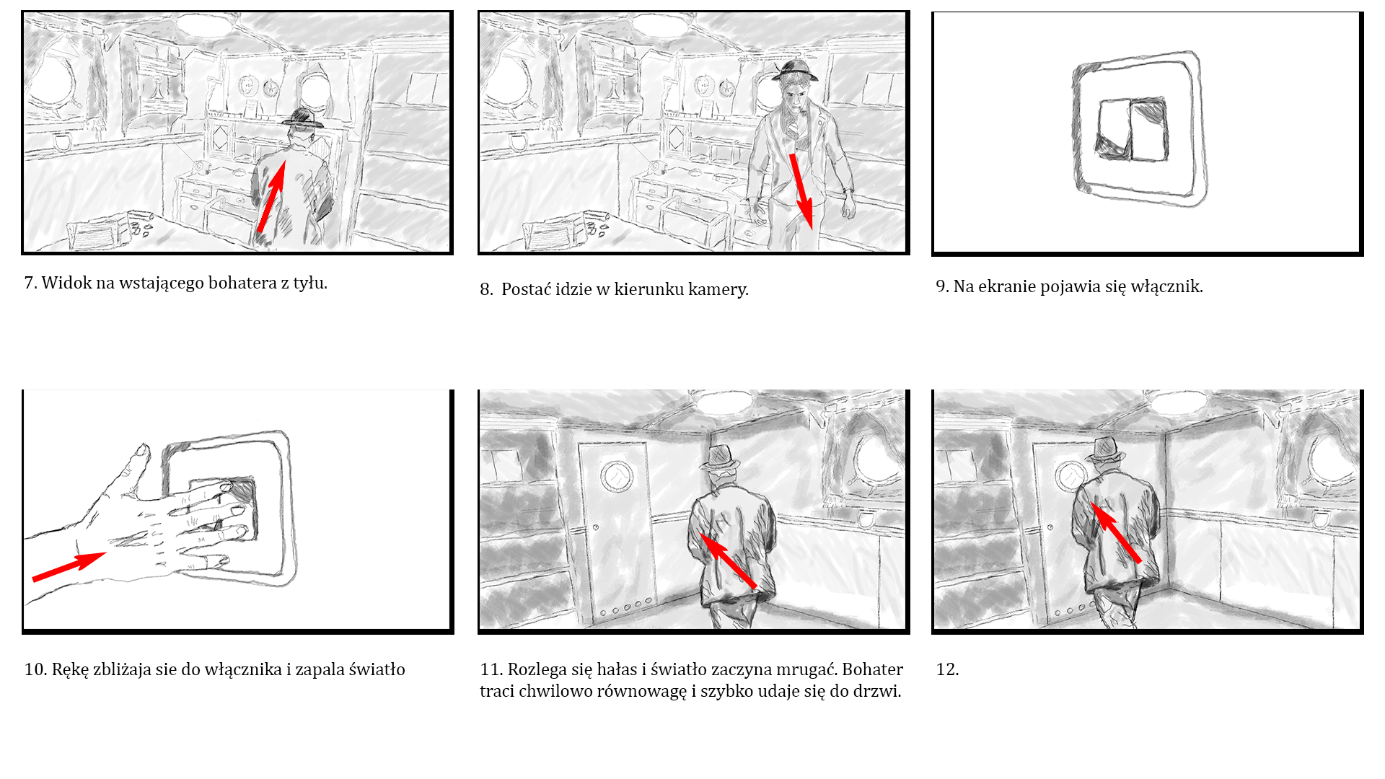 7. Widok na wstającego bohatera z tyłu.
8. Postać idzie w kierunku kamery.
9. Na ekranie pojawia się włącznik.
10. Rękę zbliżaja sie do włącznika i zapala światło
11. Rozlega się hałas i światło zaczyna mrugać. Bohater
traci chwilowo równowagę i szybko udaje się do drzwi.
12.